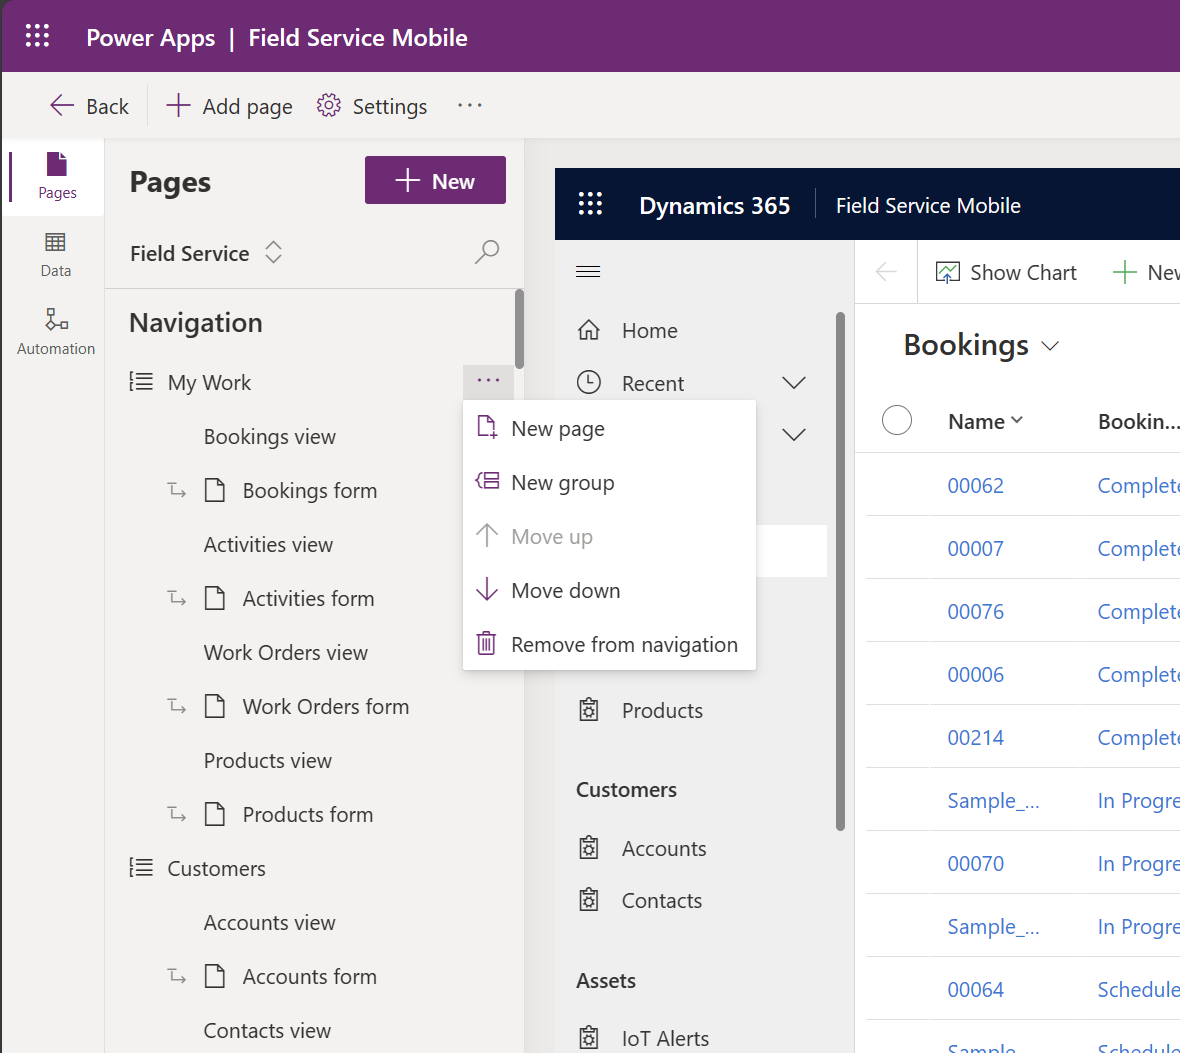 Power Apps | Field Service Mobile
Back
Add page
Settings
Pages
Data
Automation
Pages
New
Field Service
Navigation
My Work
Bookings view
Bookings form
Activities view
Activities form
Work Orders view
Work Orders form
Products view
Products form
Customers
Accounts view
Accounts form
Contacts view
New page
New group
Move up
Move down
Remove from navigation
Dynamics 365
Field Service Mobile
Home
Recent
Products
Customers
Accounts
Contacts
Assets
IoT Alerts
Show Chart
New
Bookings
Name Bookin...
00062 Complete
00007 Complete
00076 Complete
00006 Complete
00214 Complete
Sample_... In Progre
00070 In Progre
Sample_... In Progre
00064 Schedule
Sample Schedule